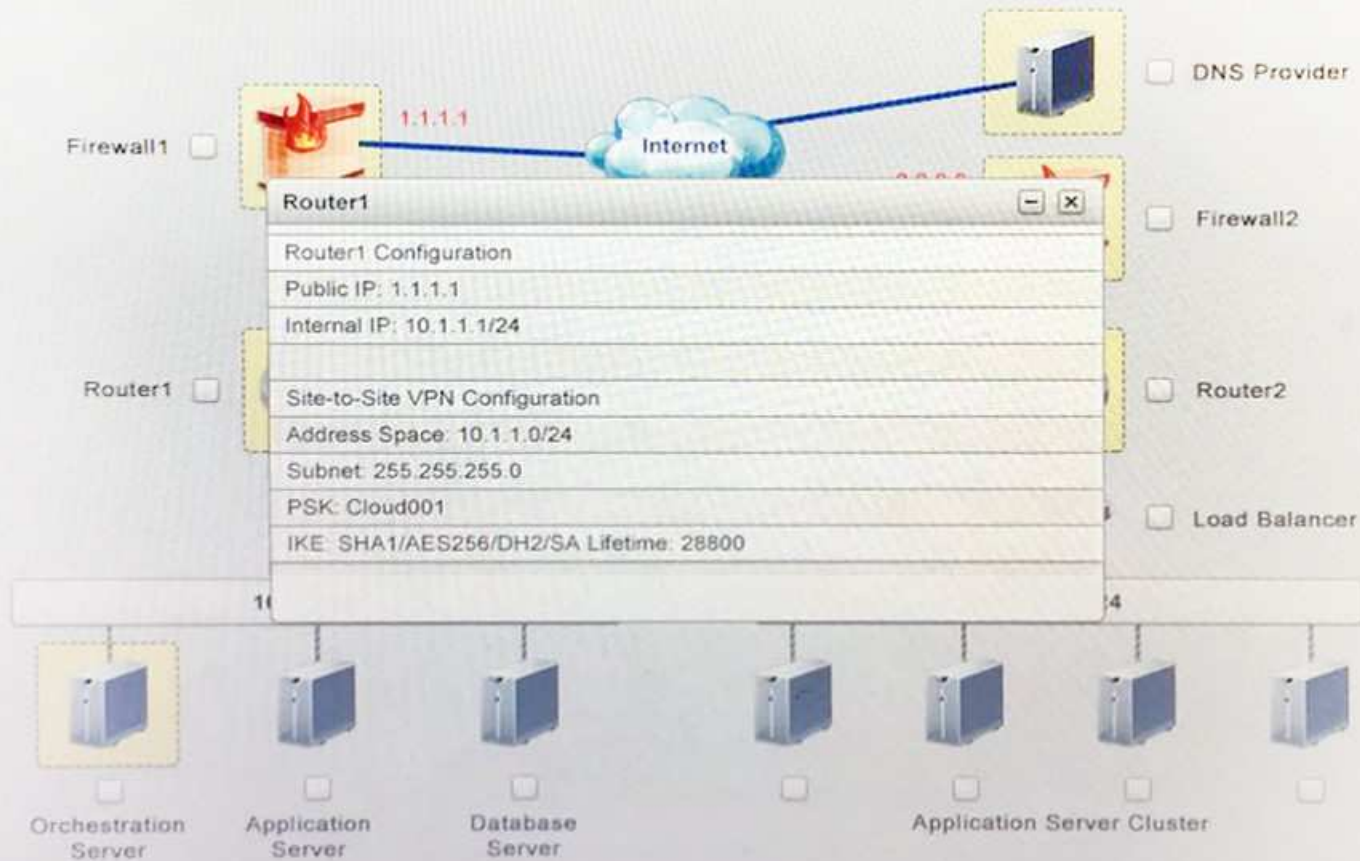 DNS Provider
1.1.1.1
Firewall1
Internet
Router1
Firewall2
Router1 Configuration
Public IP: 1.1.1.1
Internal IP: 10.1.1.1/24
Router1
Router2
Site-to-Site VPN Configuration
Address Space: 10.1.1.0/24
Subnet: 255.255.255.0
PSK: Cloud001
IKE: SHA1/AES256/DH2/SA Lifetime: 28800
Load Balancer
Orchestration
Server
Application
Server
Database
Server
Application Server Cluster